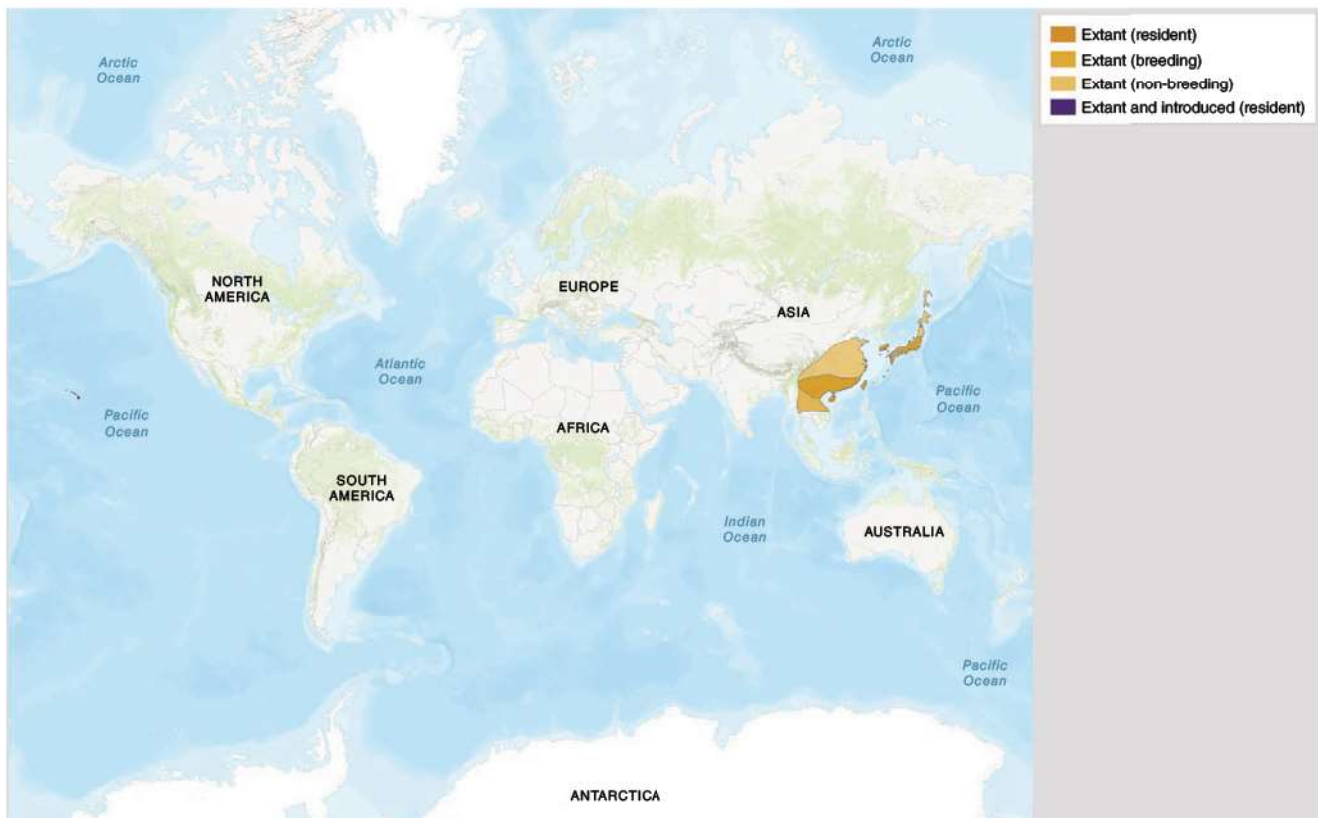 Arctic
Ocean
Arctic
Ocean
NORTH
AMERICA
EUROPE
ASIA
Atlantic
Ocean
Pacific
Ocean
Pacific
Ocean
AFRICA
SOUTH
AMERICA
Indian
Ocean
AUSTRALIA
Pacific
Ocean
ANTARCTICA
Extant (resident)
Extant (breeding)
Extant (non-breeding)
Extant and introduced (resident)